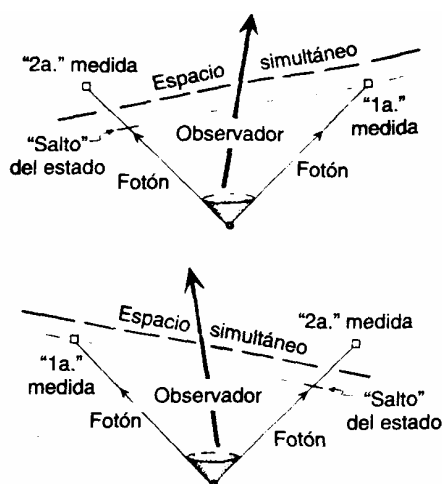 "2a." medida
Espacio simultáneo
"1a."
medida
Observador
"Salto"
del estado
Fotón
Fotón
Espacio simultáneo
"2a." medida
"1a."
medida
Observador
"Salto"
del estado
Fotón
Fotón